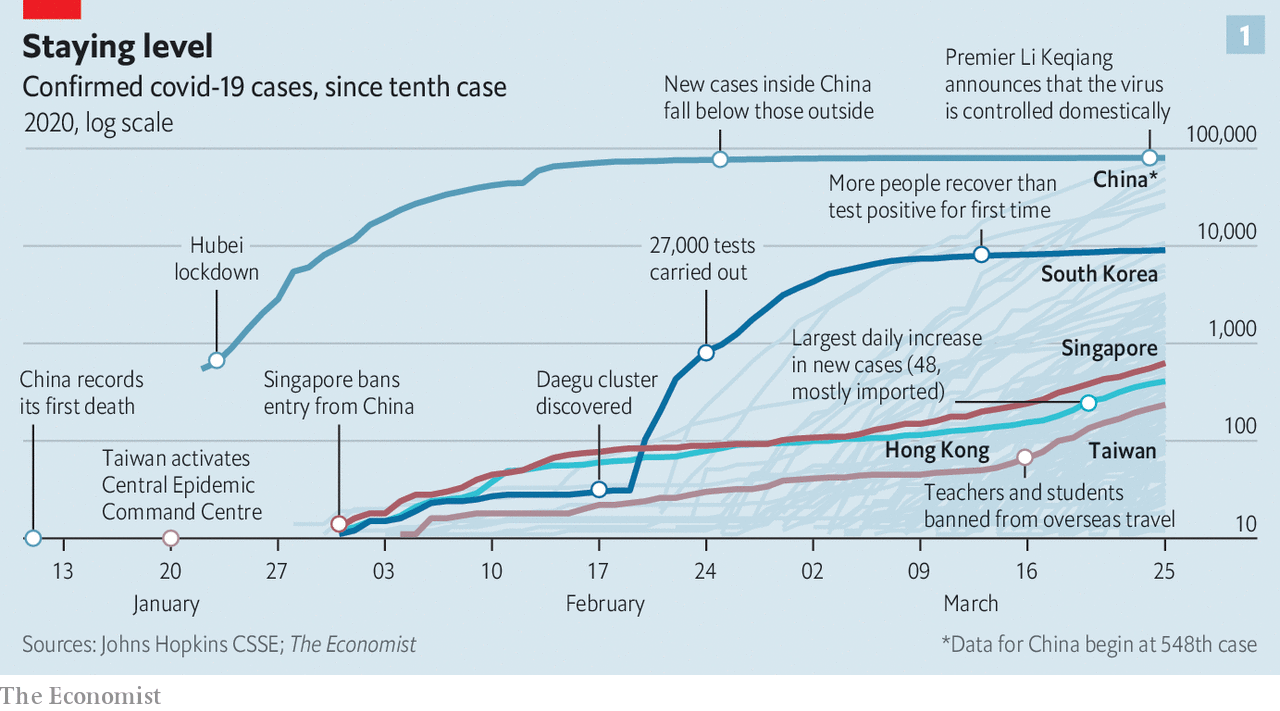 Staying level
1
Confirmed covid-19 cases, since tenth case
2020, log scale
New cases inside China
fall below those outside
Premier Li Keqiang
announces that the virus
is controlled domestically
100,000
China*
More people recover than
test positive for first time
Hubei
lockdown
27,000 tests
carried out
10,000
South Korea
Largest daily increase
in new cases (48,
mostly imported)
1,000
Singapore
China records
its first death
Singapore bans
entry from China
Daegu cluster
discovered
100
Hong Kong
Taiwan
Taiwan activates
Central Epidemic
Command Centre
Teachers and students
banned from overseas travel
10
13 20 27 03 10 17 24 02 09 16 25
January February March
Sources: Johns Hopkins CSSE; The Economist
*Data for China begin at 548th case
The Economist